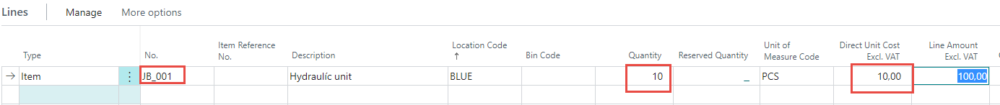 Lines Manage More options
Type No. Item Reference No. Description Location Code ↑ Bin Code Quantity Reserved Quantity Unit of Measure Code Direct Unit Cost Excl. VAT Line Amount Excl. VAT
→ Item JB_001 Hydraulíc unit BLUE 10 _ PCS 10,00 100,00